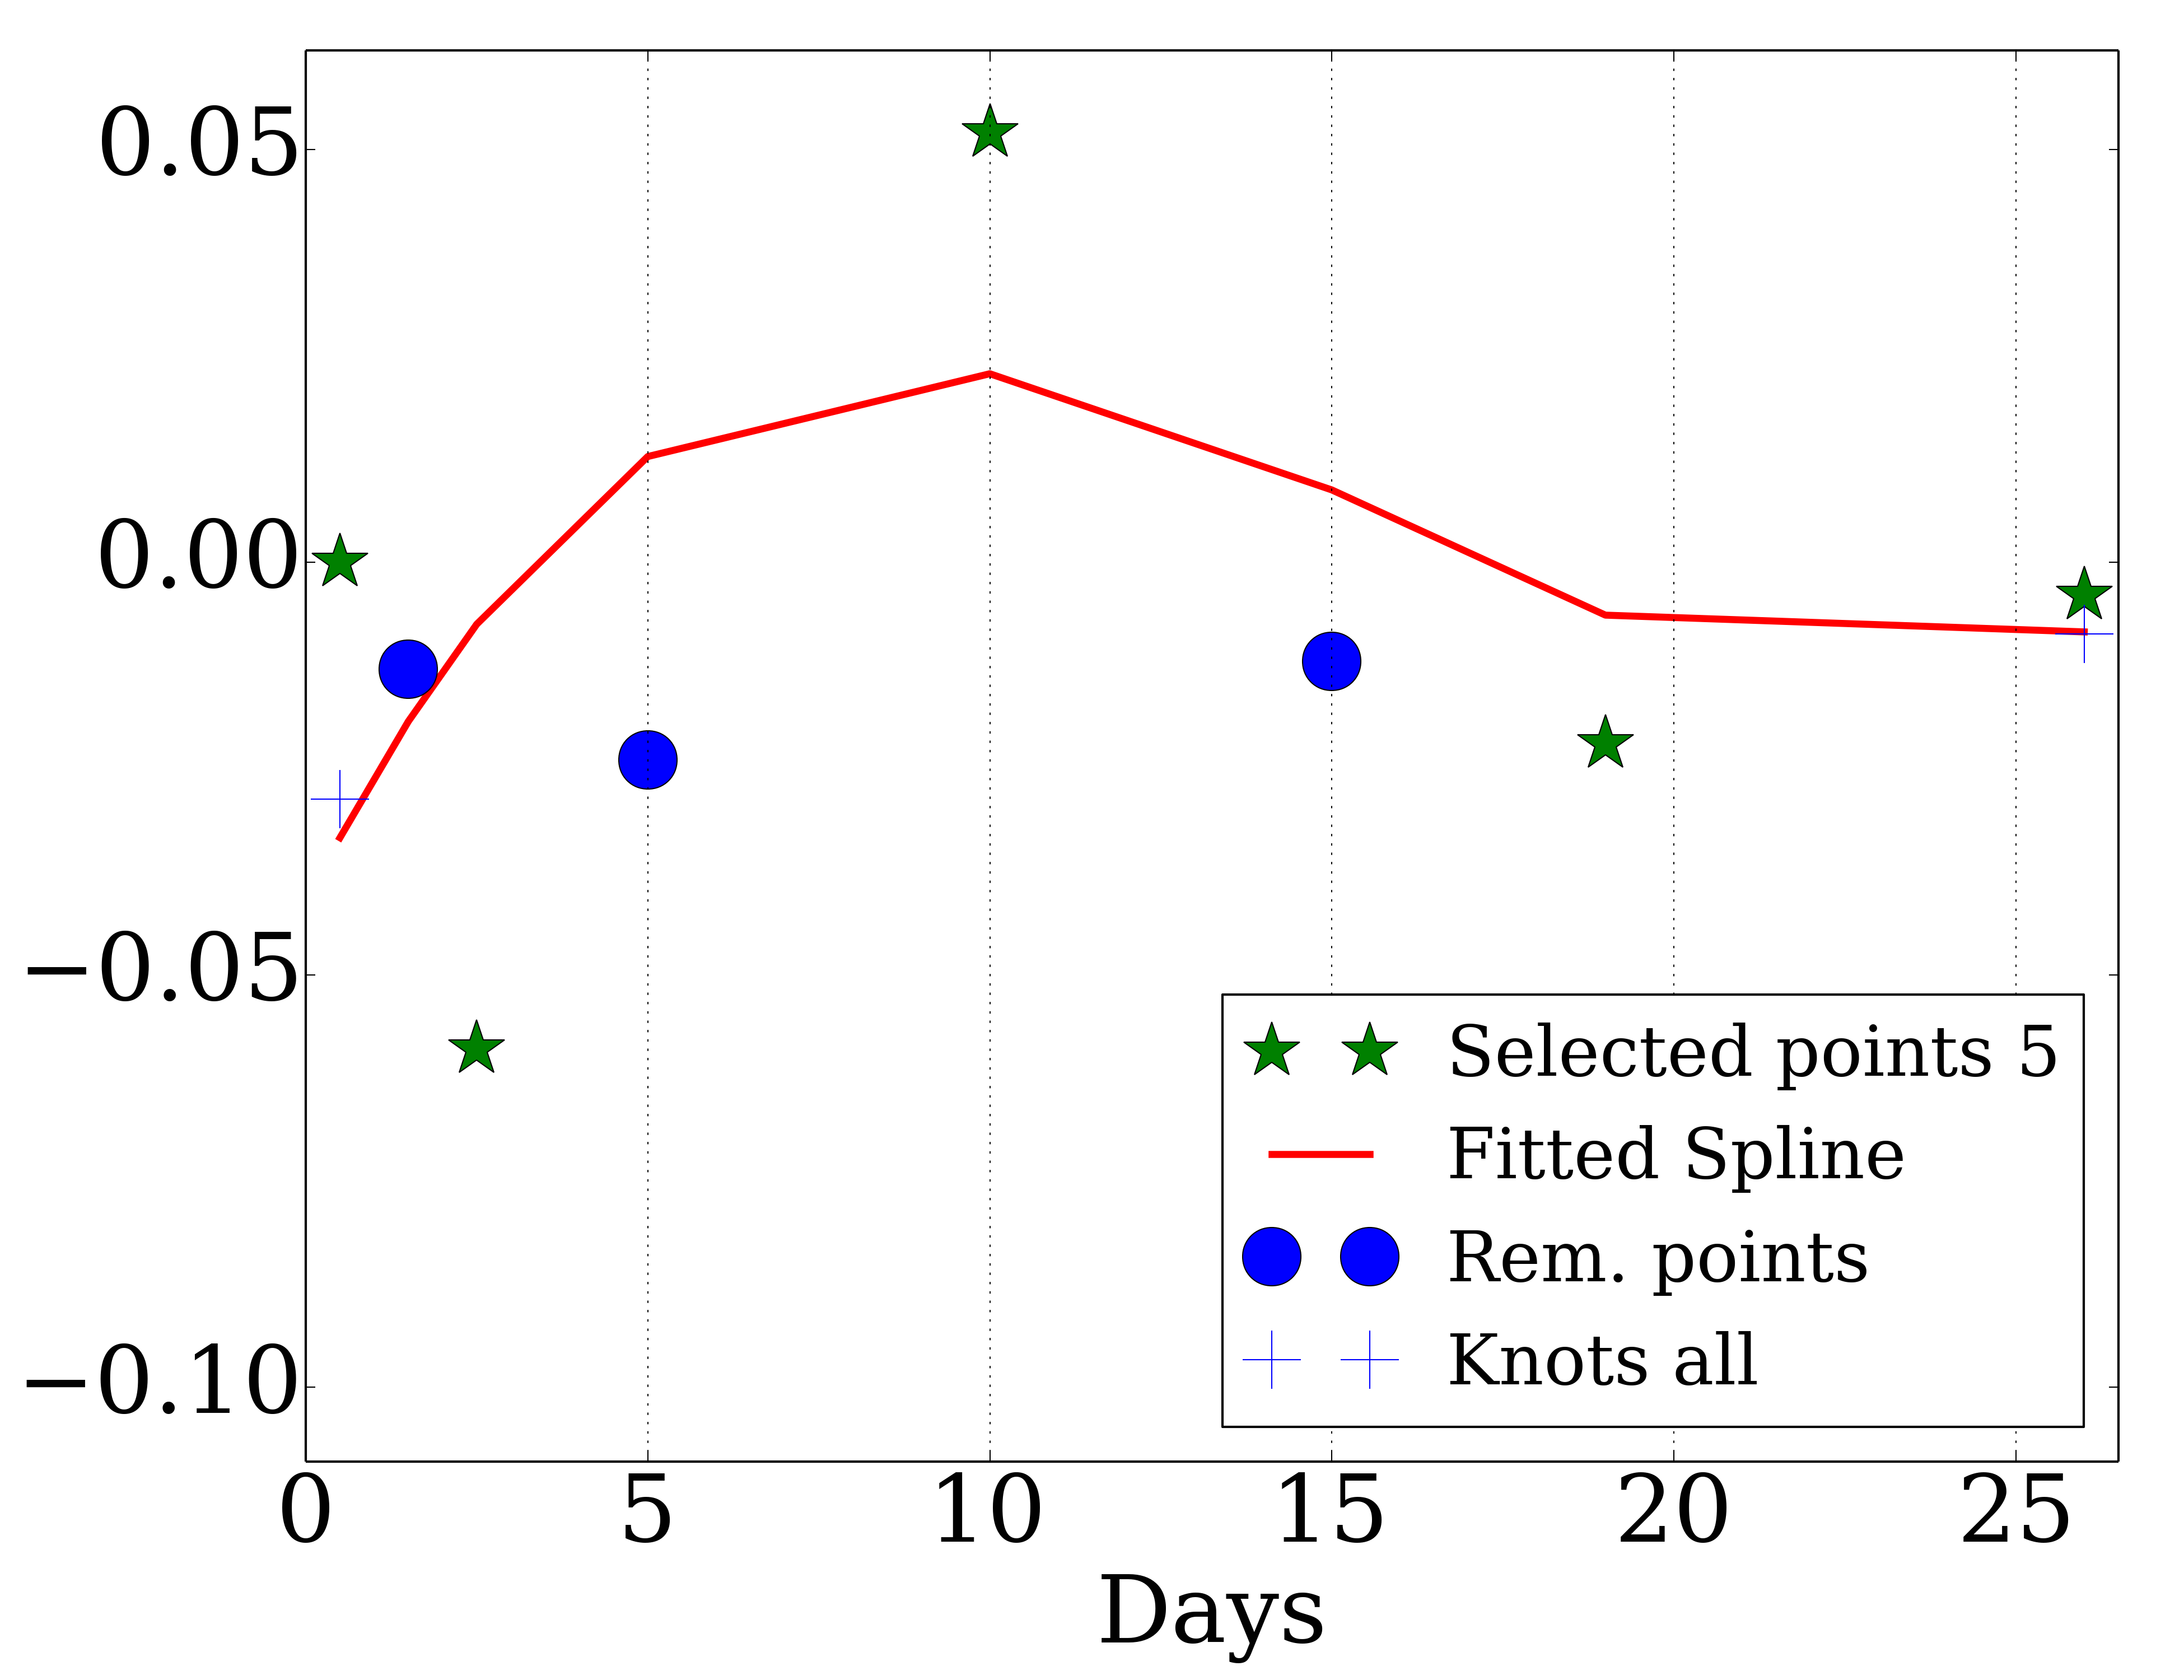 0.05
0.00
−0.05
−0.10
Selected points 5
Fitted Spline
Rem. points
Knots all
0 5 10 15 20 25
Days